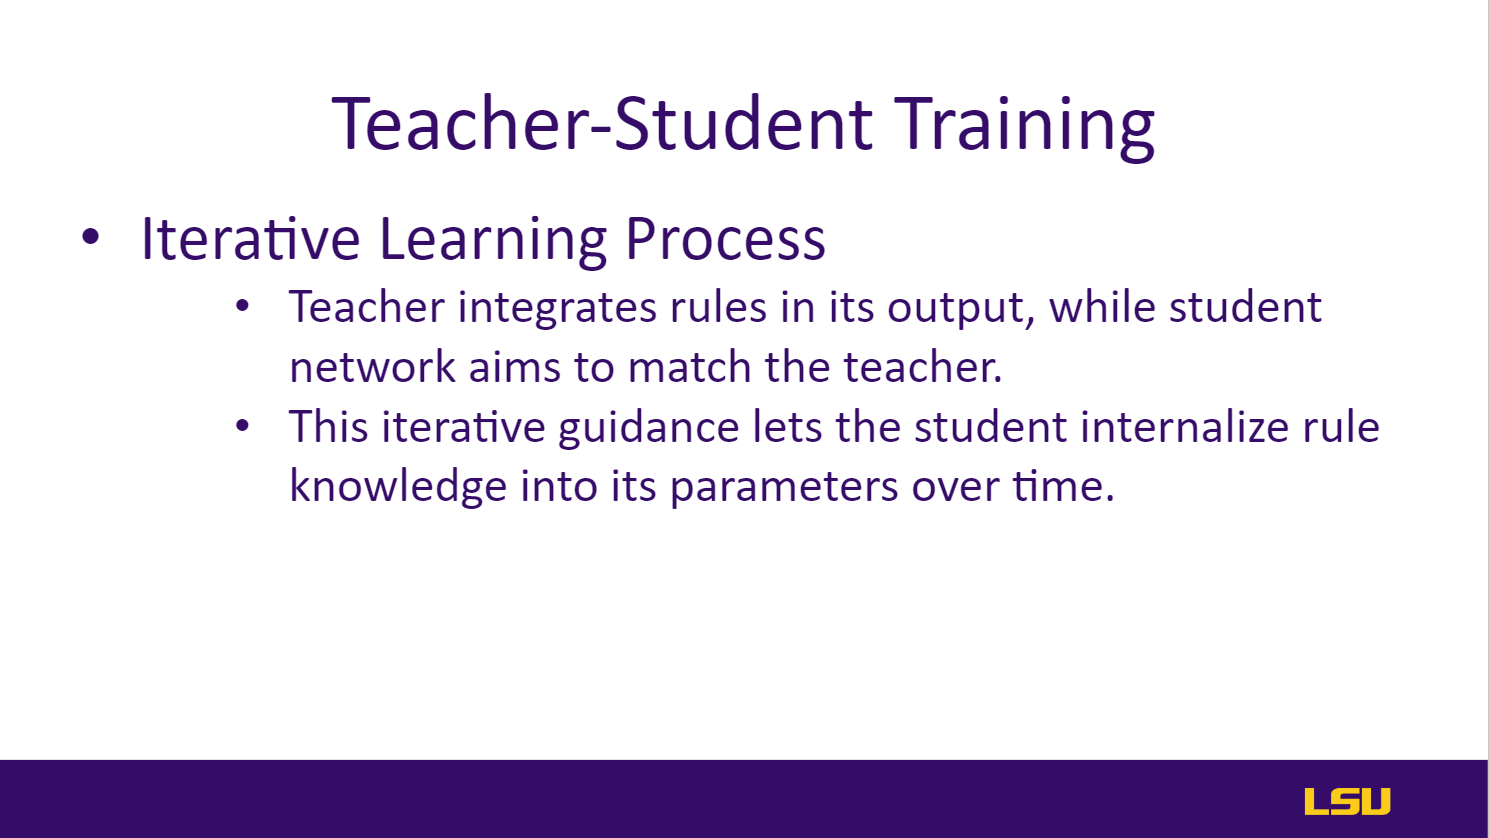 Teacher-Student Training
• Iterative Learning Process
• Teacher integrates rules in its output, while student
network aims to match the teacher.
• This iterative guidance lets the student internalize rule
knowledge into its parameters over time.
LSU